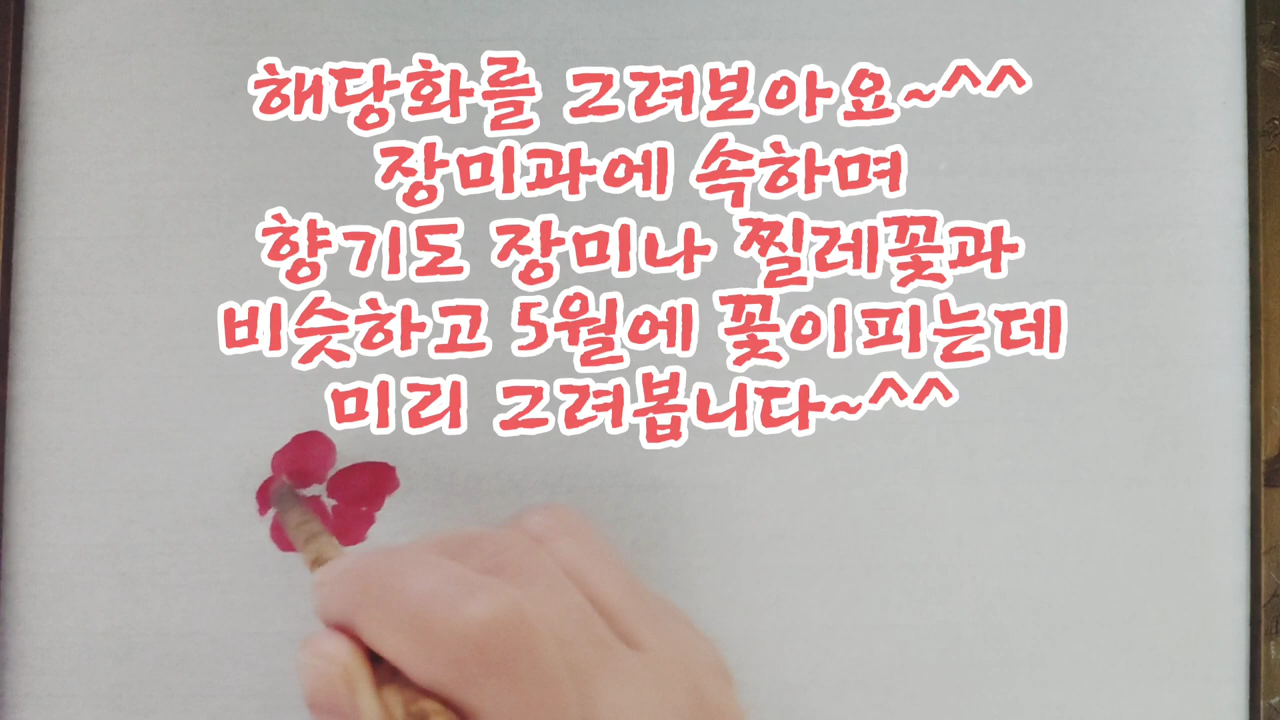 해당화를 그려보아요~^^
장미과에 속하며
향기도 장미나 찔레꽃과
비슷하고 5월에 꽃이피는데
미리 그려봅니다~^^